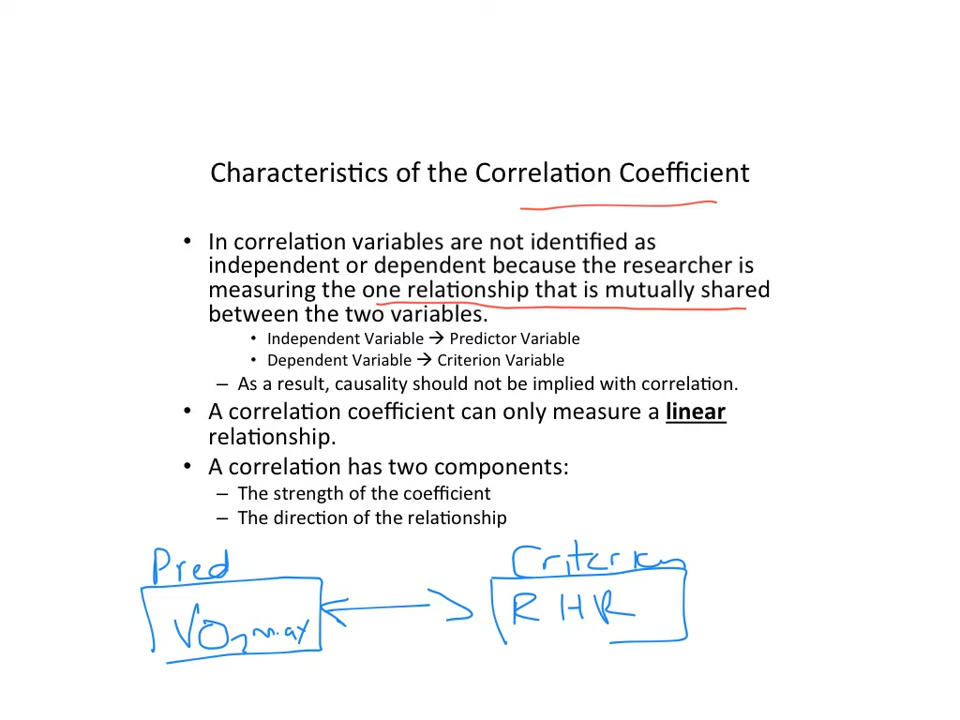 Characteristics of the Correlation Coefficient
• In correlation variables are not identified as
independent or dependent because the researcher is
measuring the one relationship that is mutually shared
between the two variables.
• Independent Variable → Predictor Variable
• Dependent Variable → Criterion Variable
– As a result, causality should not be implied with correlation.
• A correlation coefficient can only measure a linear
relationship.
• A correlation has two components:
– The strength of the coefficient
– The direction of the relationship
Pred Criterion
VO2max RHR